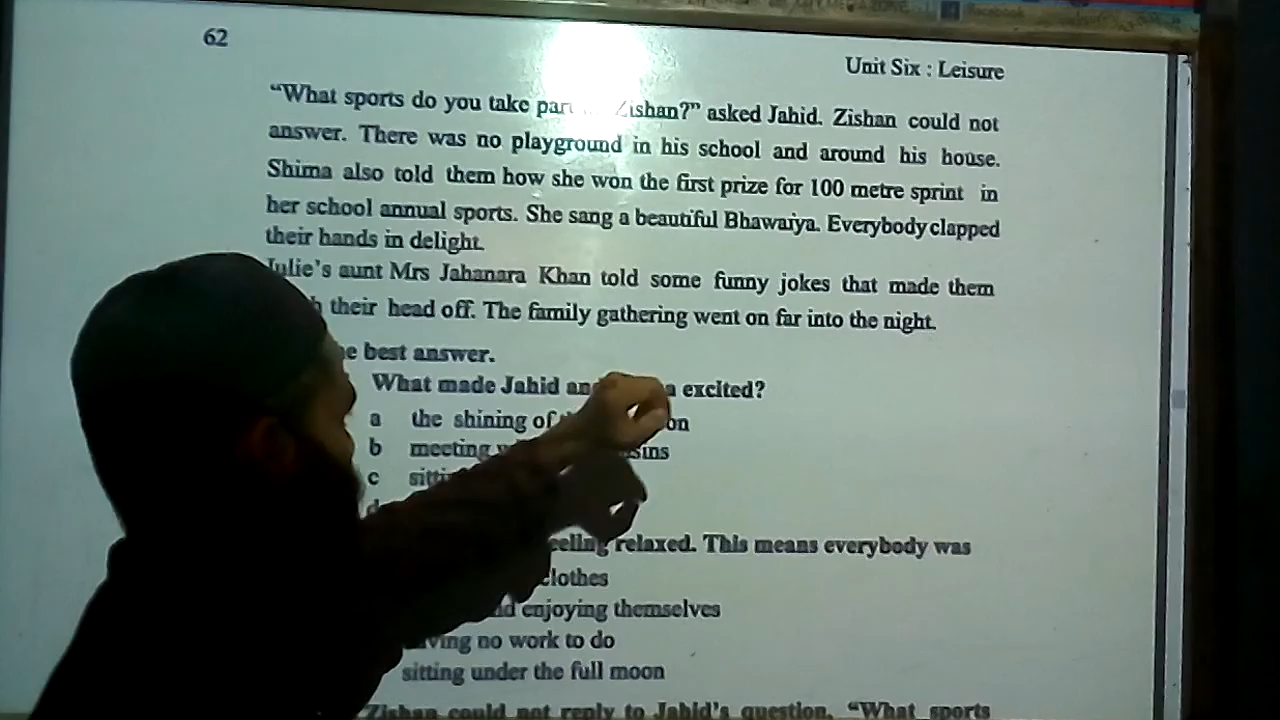 62
Unit Six : Leisure
“What sports do you take Zishan?” asked Jahid. Zishan could not
answer. There was no playground in his school and around his house.
Shima also told them how she won the first prize for 100 metre sprint in
her school annual sports. She sang a beautiful Bhawaiya. Everybody clapped
their hands in delight.
Julie’s aunt Mrs Jahanara Khan told some funny jokes that made them
their head off. The family gathering went on far into the night.
best answer.
What made Jahid excited?
a the shining of
b meeting
c
d
relaxed. This means everybody was
clothes
enjoying themselves
no work to do
sitting under the full moon
Zishan could not reply to Jahid’s question, “What sports